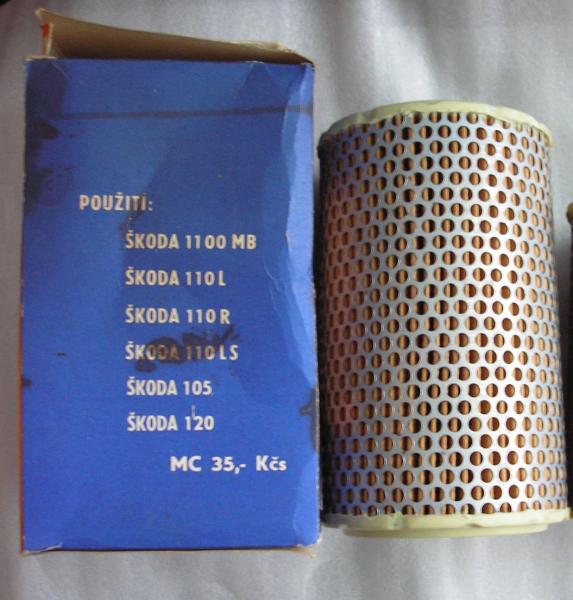 POUŽITÍ:
ŠKODA 1100 MB
ŠKODA 110 L
ŠKODA 110 R
ŠKODA 110 LS
ŠKODA 105
ŠKODA 120
MC 35,- Kčs